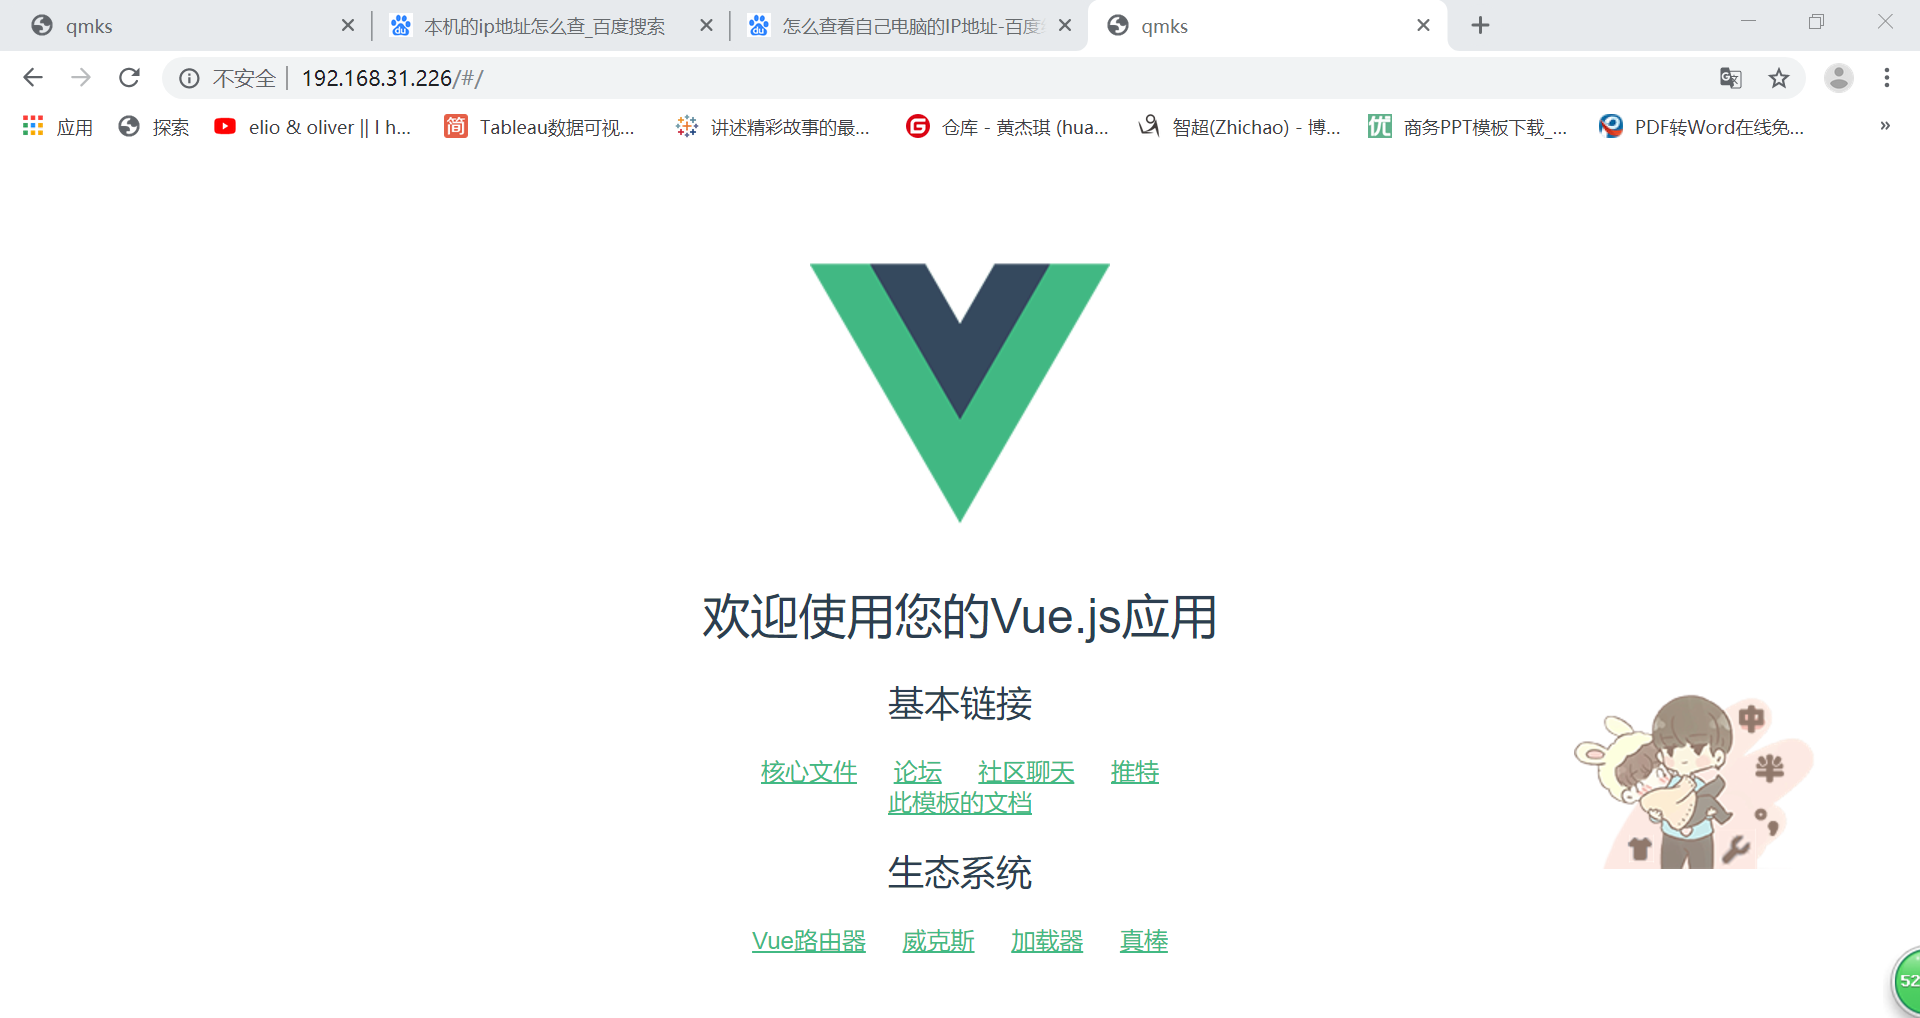 qmks
本机的ip地址怎么查_百度搜索
怎么查看自己电脑的IP地址-百度
qmks
不安全
192.168.31.226/#/
应用
探索
elio & oliver || I h...
简
Tableau数据可视...
讲述精彩故事的最...
仓库 - 黄杰琪 (hua...
智超(Zhichao) - 博...
优
商务PPT模板下载_...
PDF转Word在线免...
»
欢迎使用您的Vue.js应用
基本链接
核心文件 论坛 社区聊天 推特
此模板的文档
生态系统
Vue路由器 威克斯 加载器 真棒
中
半
°,
52